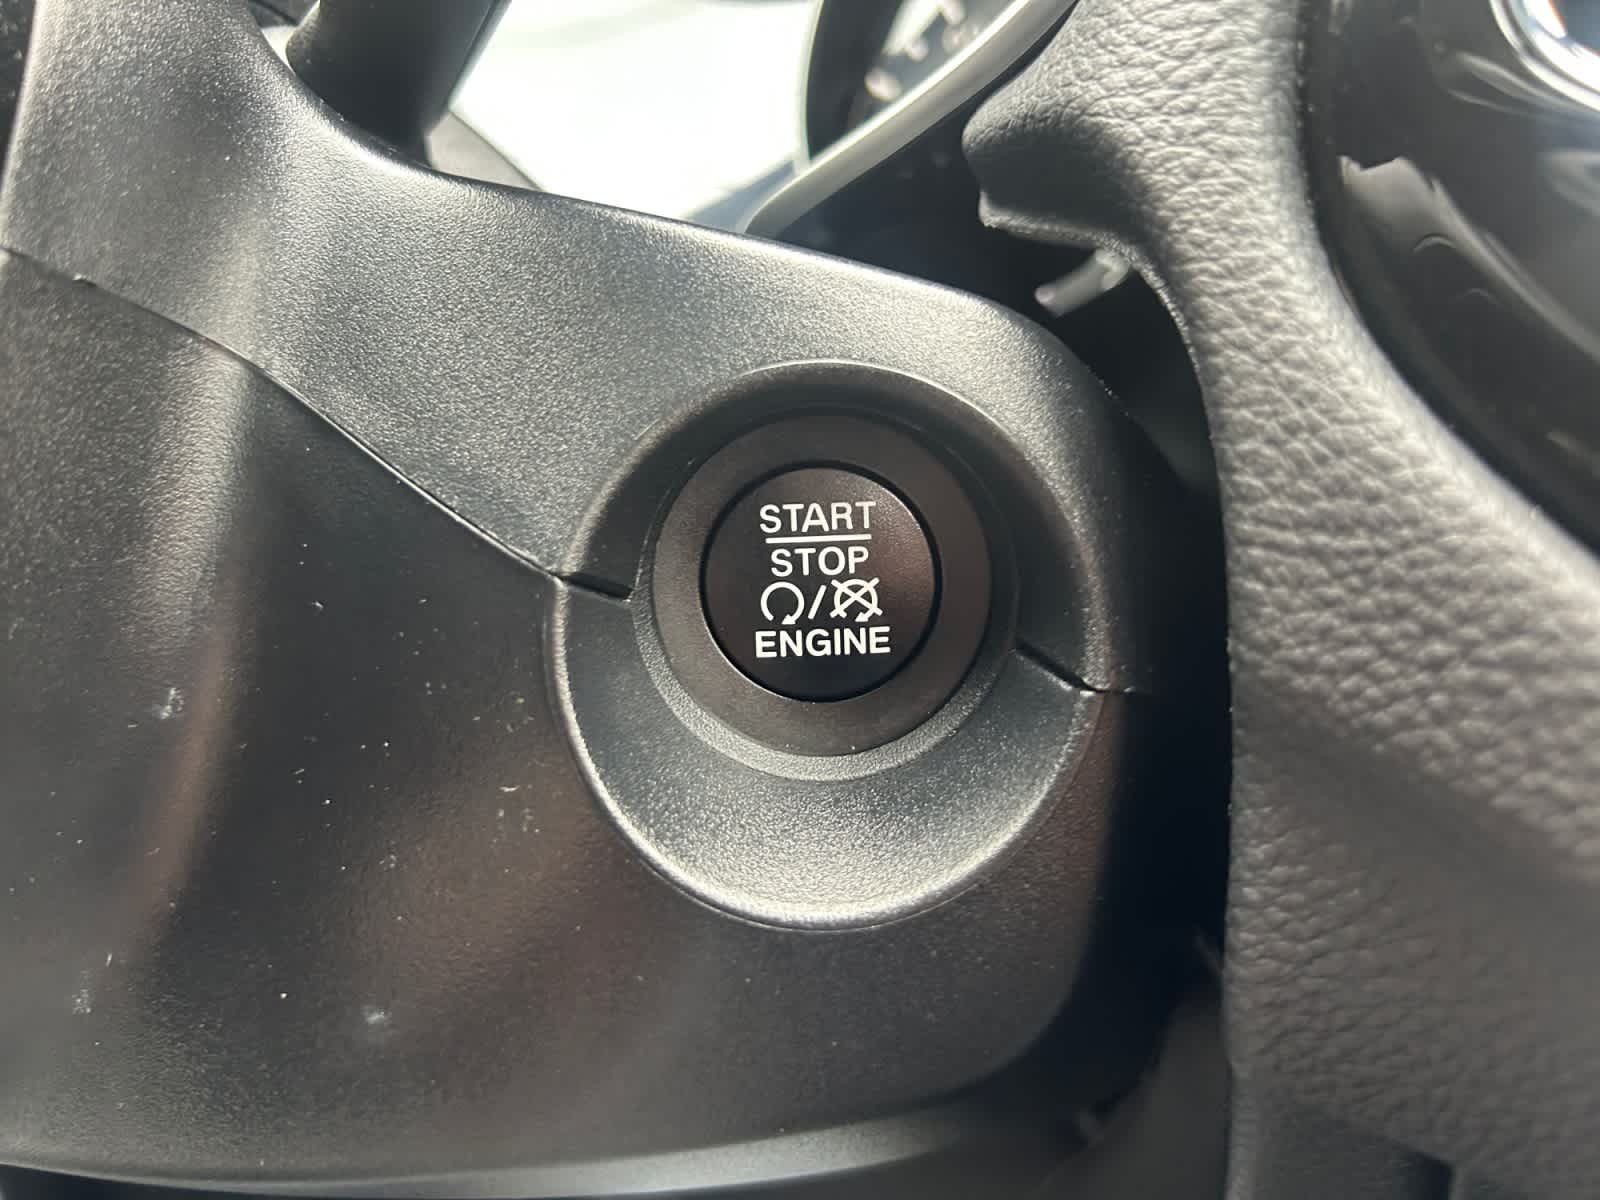 START
STOP
/
ENGINE